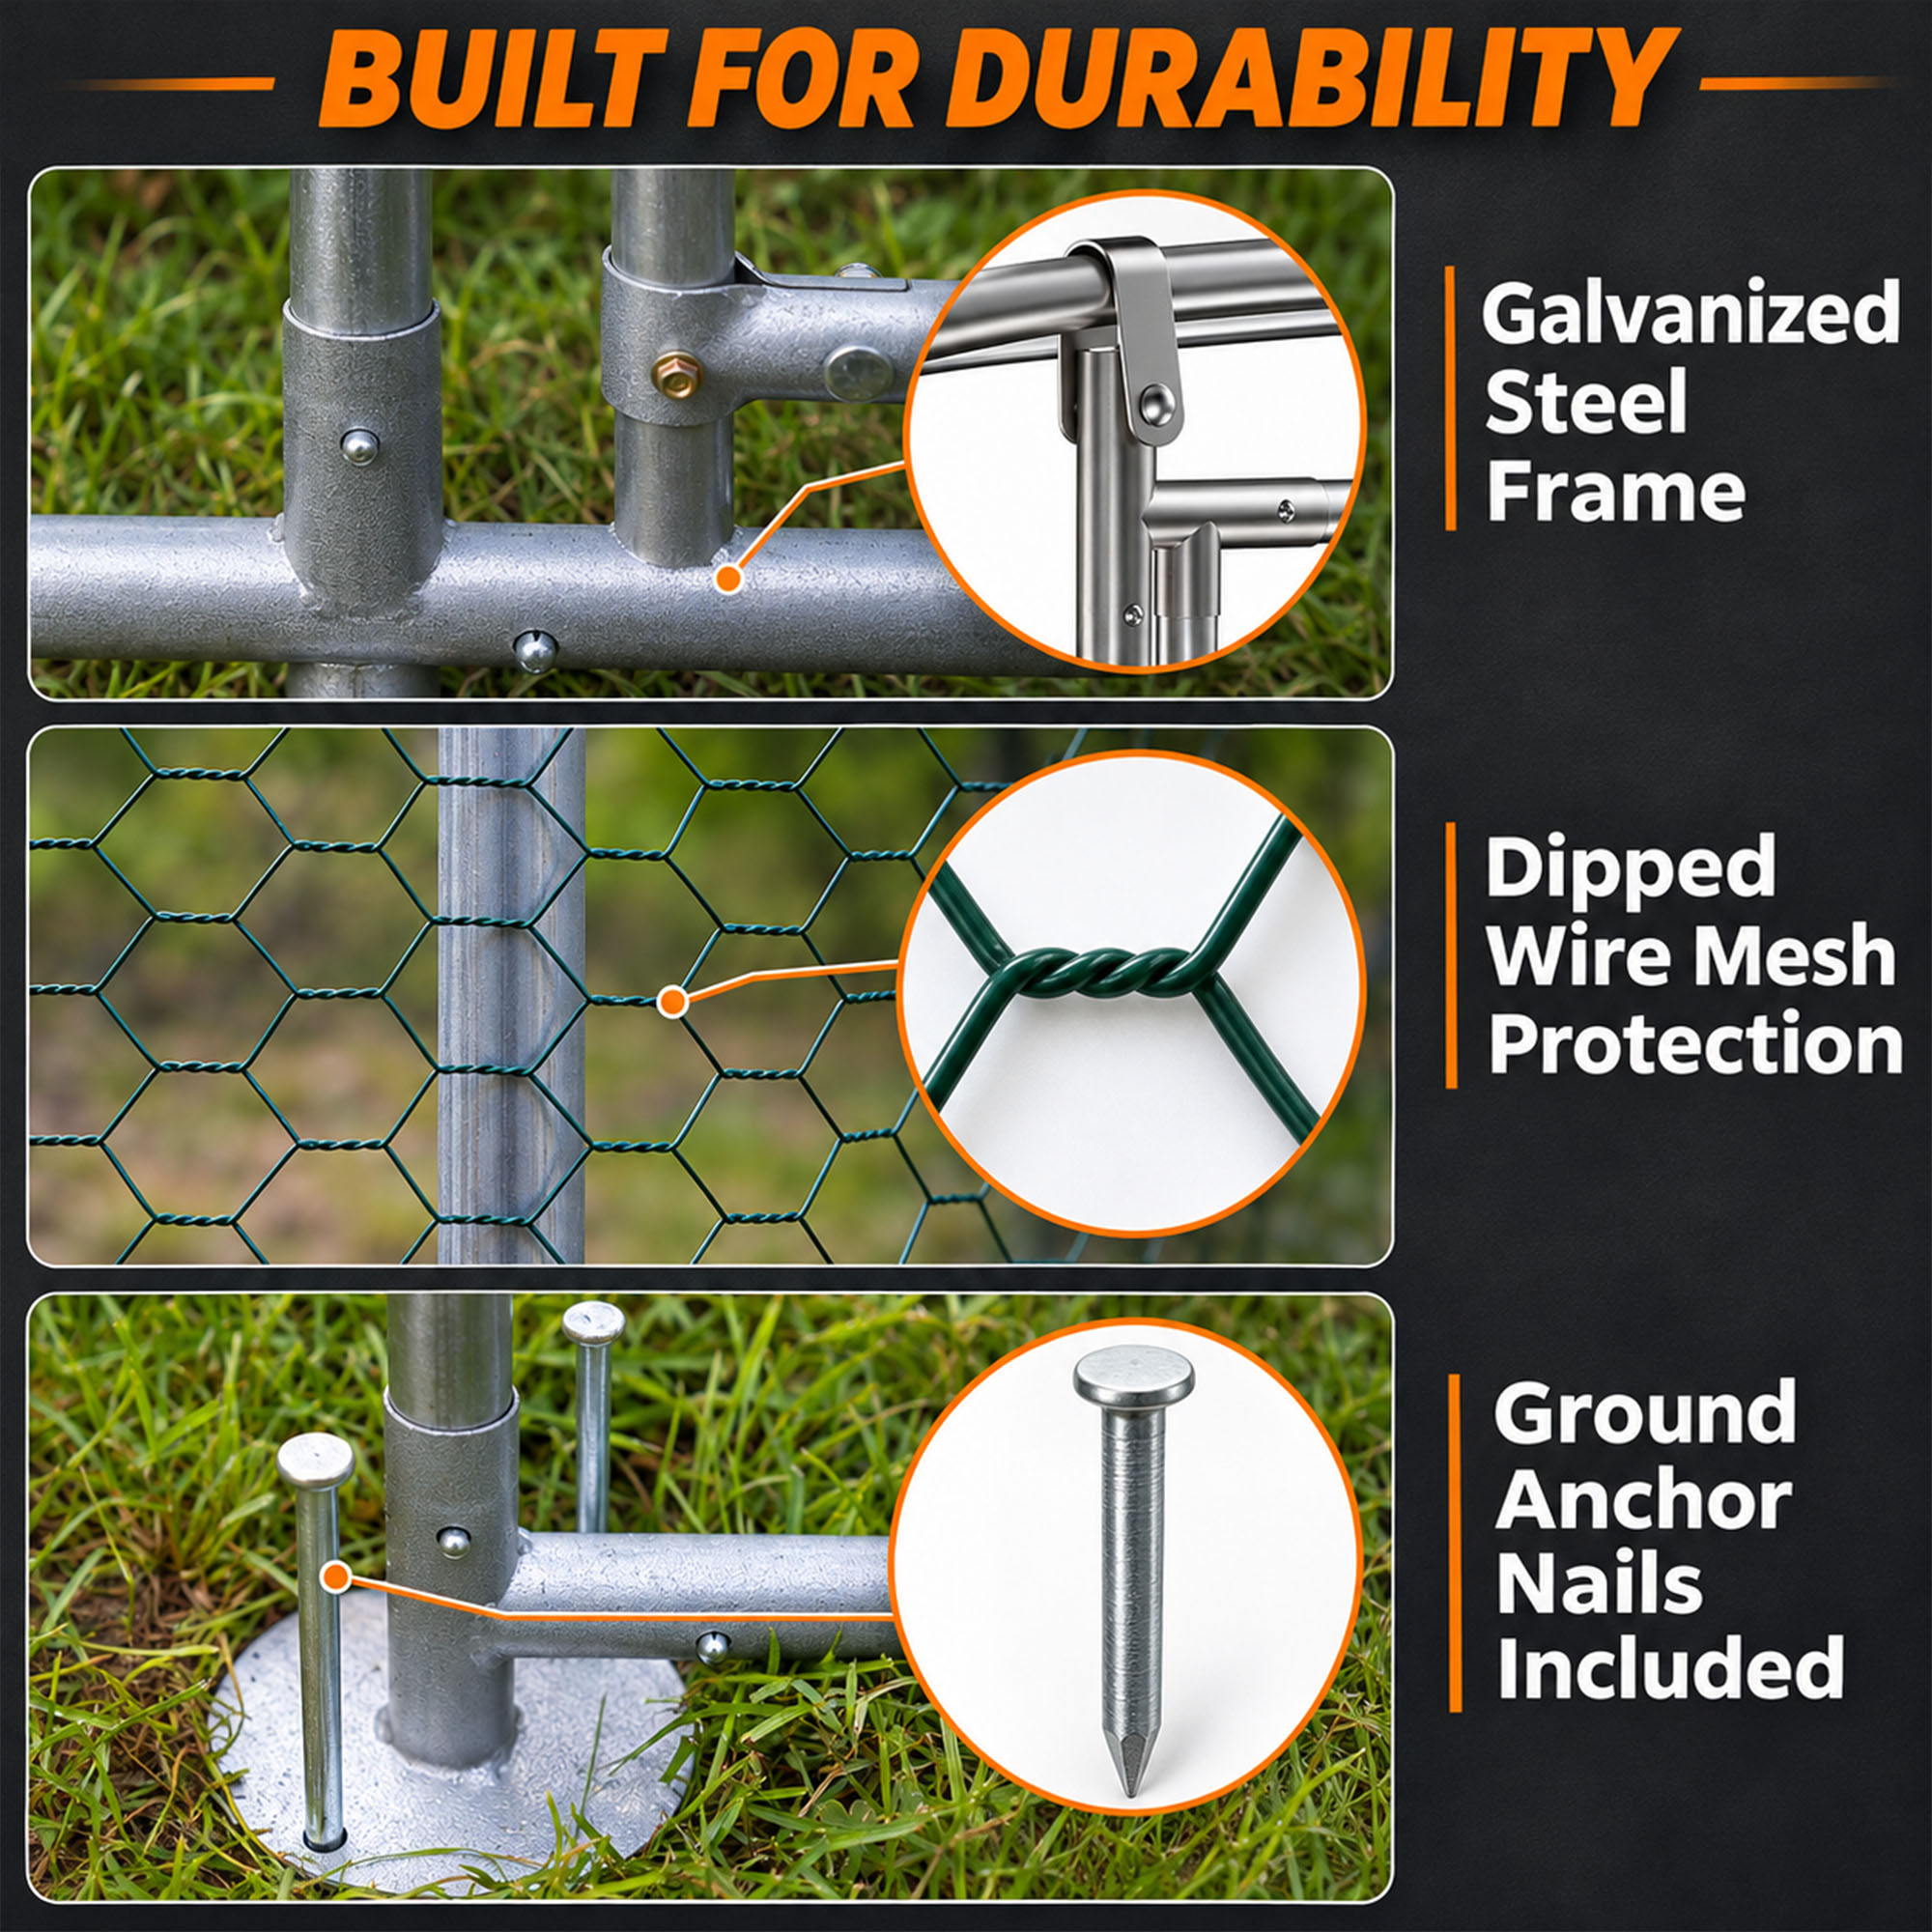 BUILT FOR DURABILITY
Galvanized
Steel
Frame
Dipped
Wire Mesh
Protection
Ground
Anchor
Nails
Included